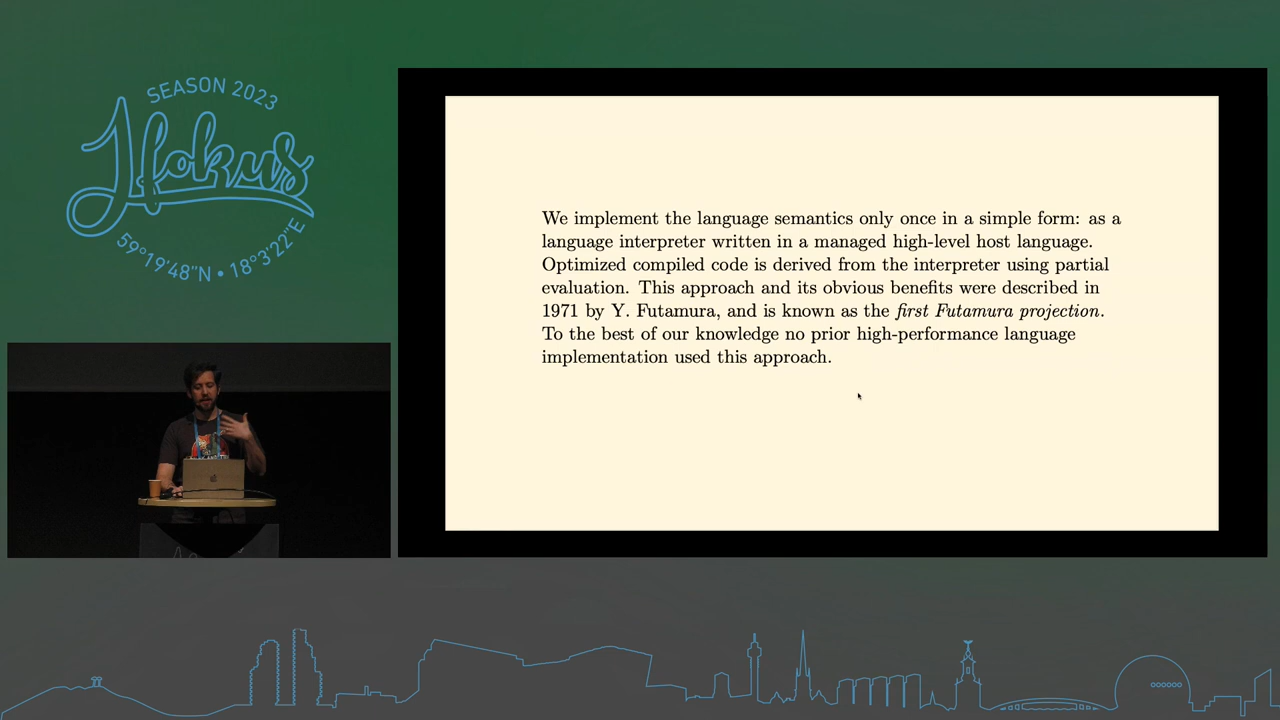 SEASON 2023
Hokus
59°19'48"N • 18°3'22"E
We implement the language semantics only once in a simple form: as a
language interpreter written in a managed high-level host language.
Optimized compiled code is derived from the interpreter using partial
evaluation. This approach and its obvious benefits were described in
1971 by Y. Futamura, and is known as the first Futamura projection.
To the best of our knowledge no prior high-performance language
implementation used this approach.